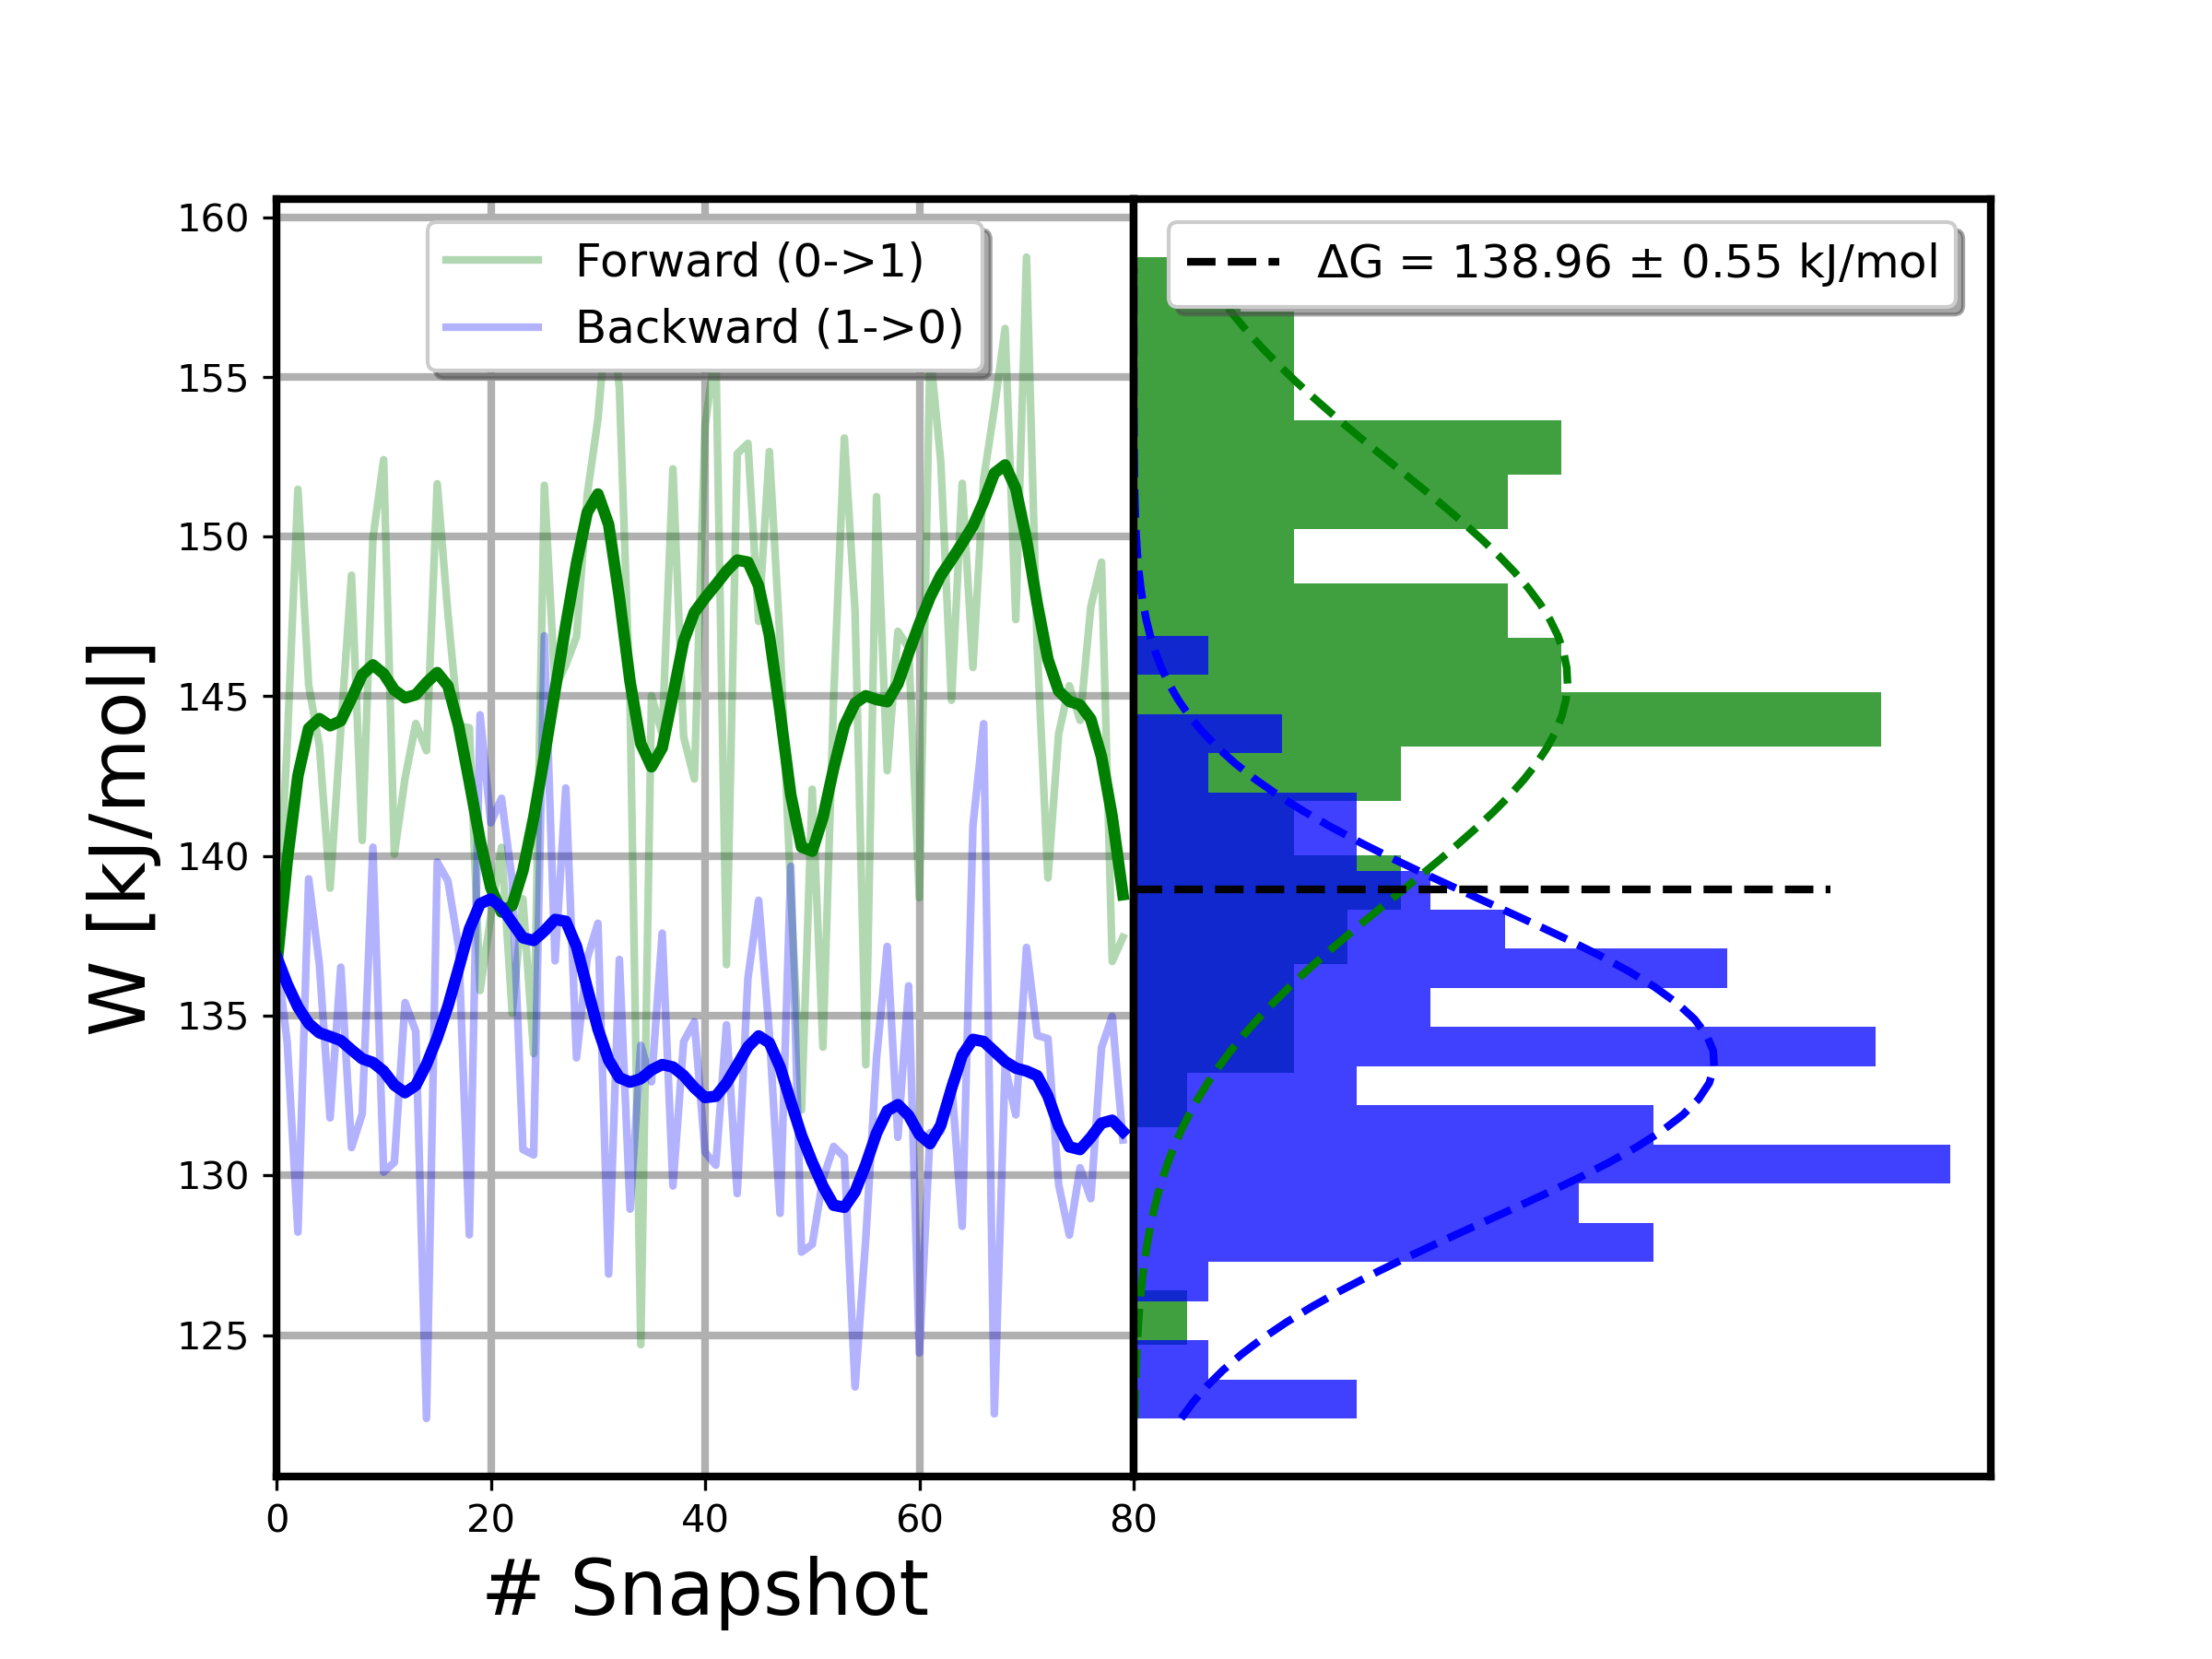 Forward (0->1)
Backward (1->0)
ΔG = 138.96 ± 0.55 kJ/mol
W [kJ/mol]
160
155
150
145
140
135
130
125
0 20 40 60 80
# Snapshot